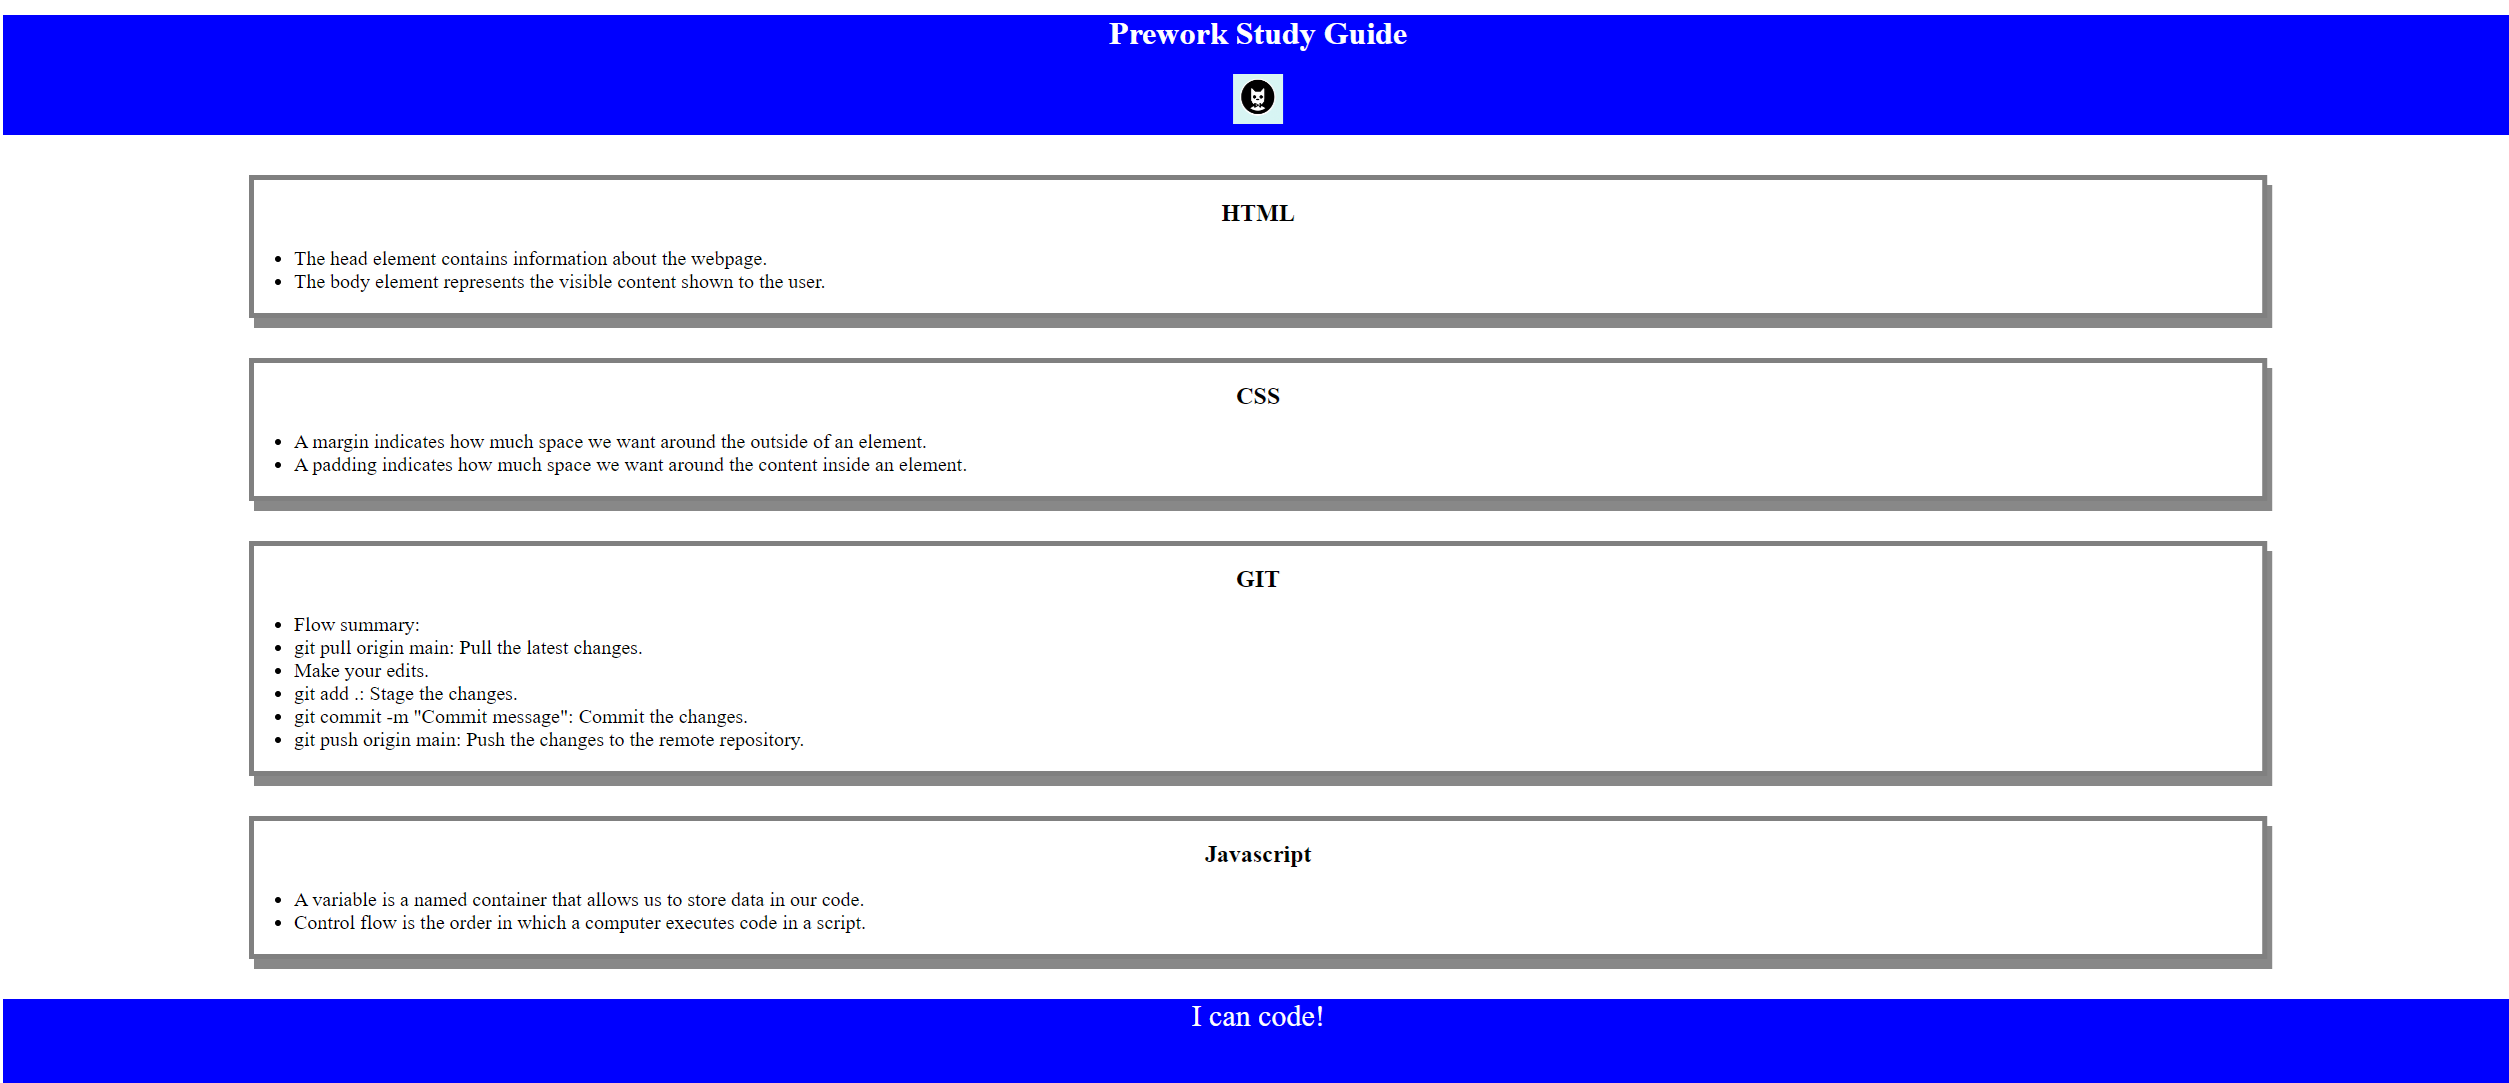 Prework Study Guide
HTML
• The head element contains information about the webpage.
• The body element represents the visible content shown to the user.
CSS
• A margin indicates how much space we want around the outside of an element.
• A padding indicates how much space we want around the content inside an element.
GIT
• Flow summary:
• git pull origin main: Pull the latest changes.
• Make your edits.
• git add .: Stage the changes.
• git commit -m "Commit message": Commit the changes.
• git push origin main: Push the changes to the remote repository.
Javascript
• A variable is a named container that allows us to store data in our code.
• Control flow is the order in which a computer executes code in a script.
I can code!